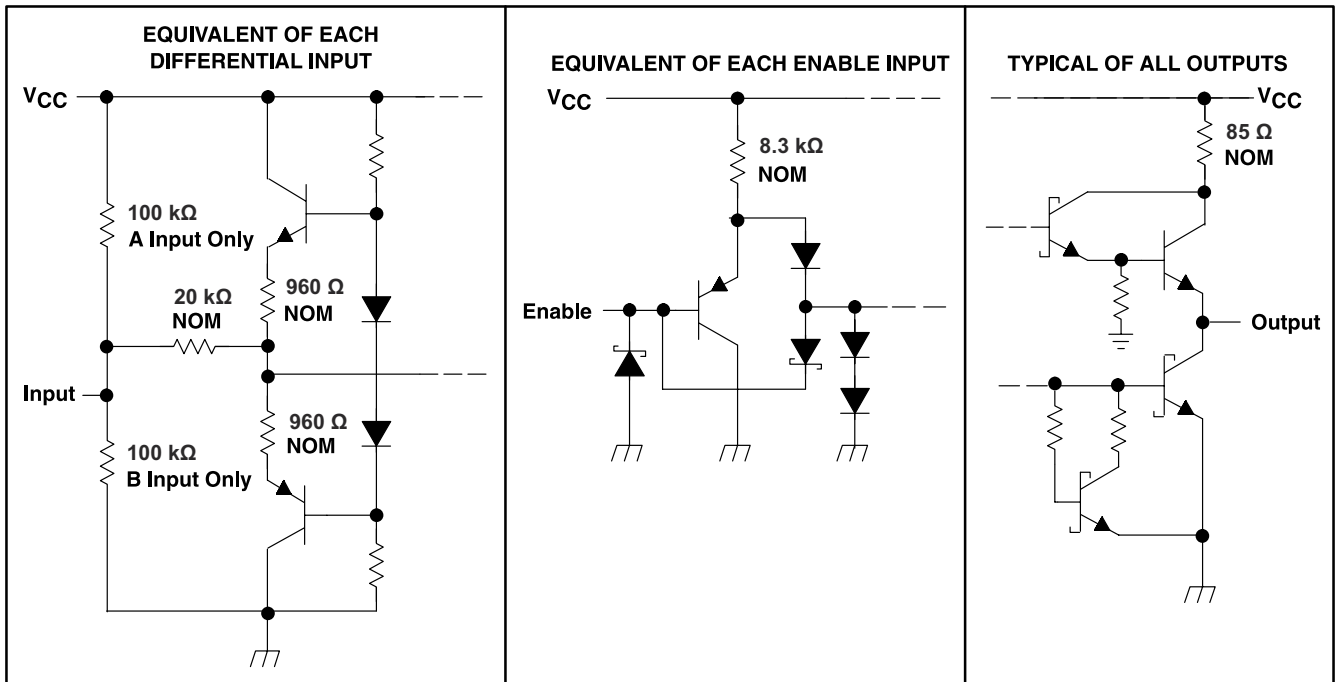 EQUIVALENT OF EACH
DIFFERENTIAL INPUT
VCC
100 kΩ
A Input Only
20 kΩ
NOM
960 Ω
NOM
Input
960 Ω
NOM
100 kΩ
B Input Only
EQUIVALENT OF EACH ENABLE INPUT
VCC
8.3 kΩ
NOM
Enable
TYPICAL OF ALL OUTPUTS
VCC
85 Ω
NOM
Output